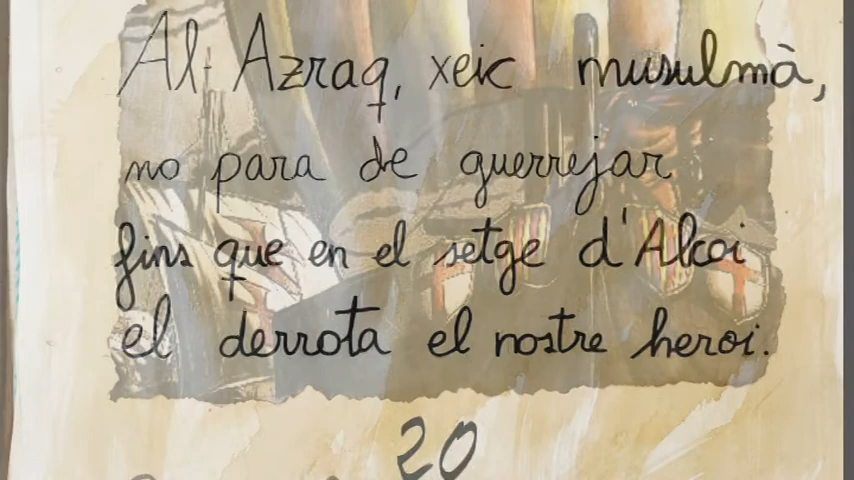 Al-Azraq, xeic musulmà,
no para de guerrejar
fins que en el setge d'Alcoi
el derrota el nostre heroi.
20